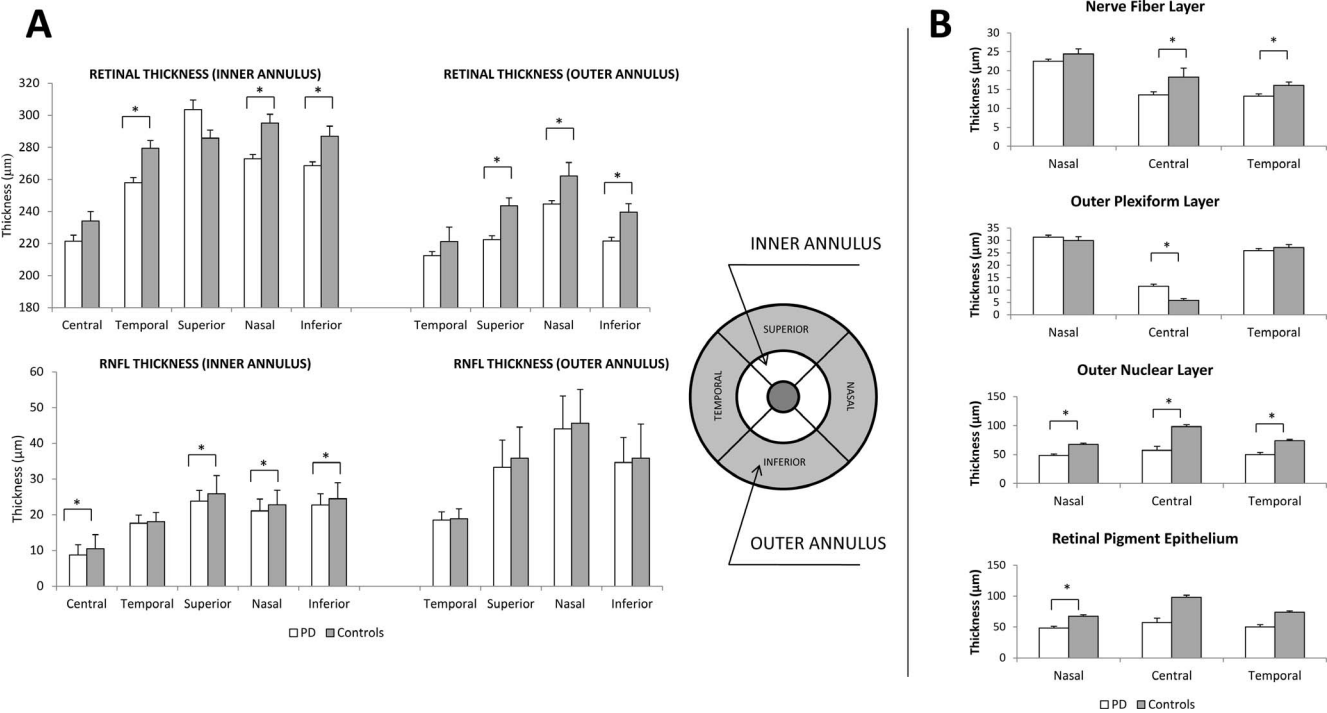 A
RETINAL THICKNESS (INNER ANNULUS)
RETINAL THICKNESS (OUTER ANNULUS)
Thickness (µm)
320
300
280
260
240
220
200
180
* * *
* * *
Central Temporal Superior Nasal Inferior
Temporal Superior Nasal Inferior
RNFL THICKNESS (INNER ANNULUS)
RNFL THICKNESS (OUTER ANNULUS)
Thickness (µm)
60
50
40
30
20
10
0
* * * *
Central Temporal Superior Nasal Inferior
Temporal Superior Nasal Inferior
PD Controls
INNER ANNULUS
SUPERIOR
TEMPORAL
NASAL
INFERIOR
OUTER ANNULUS
B
Nerve Fiber Layer
Thickness (µm)
30
25
20
15
10
5
0
* *
Nasal Central Temporal
Outer Plexiform Layer
Thickness (µm)
35
30
25
20
15
10
5
0
*
Nasal Central Temporal
Outer Nuclear Layer
Thickness (µm)
150
100
50
0
* * *
Nasal Central Temporal
Retinal Pigment Epithelium
Thickness (µm)
150
100
50
0
*
Nasal Central Temporal
PD Controls